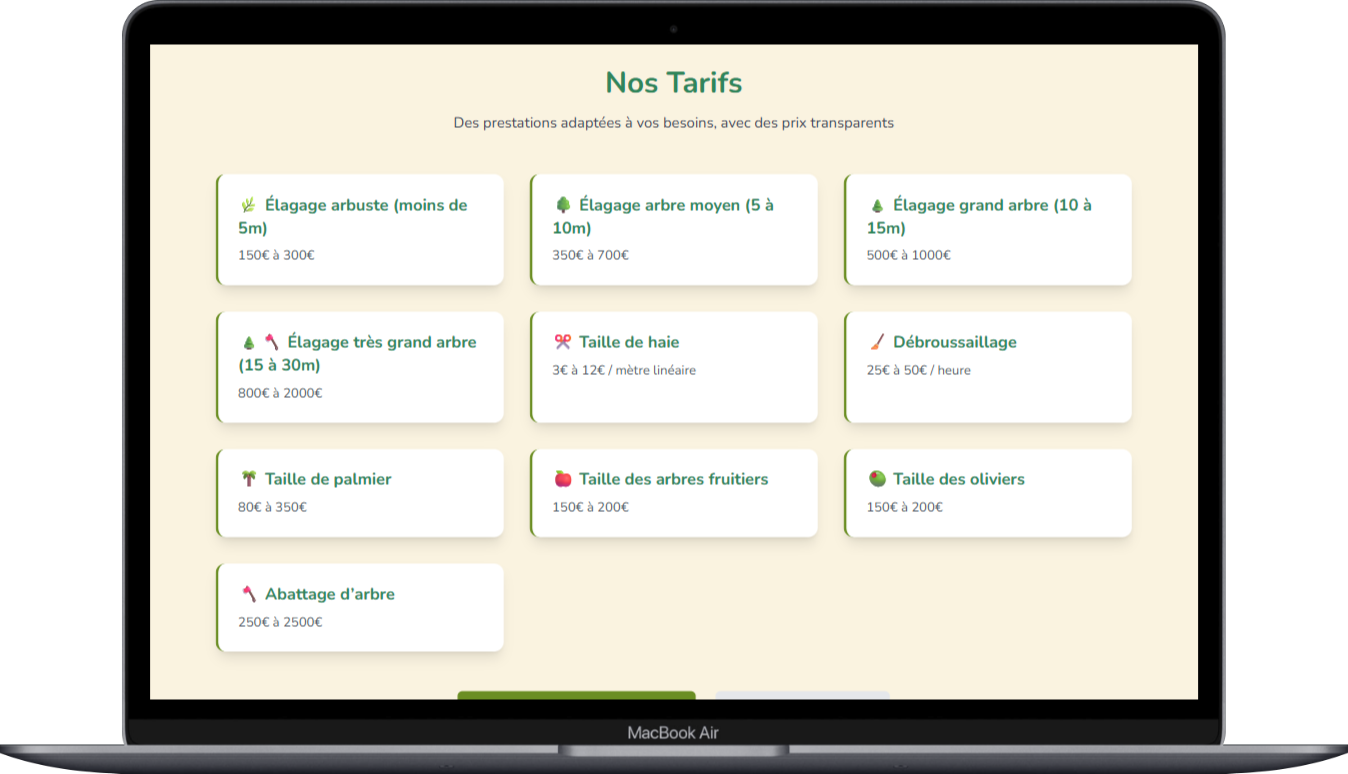 Nos Tarifs
Des prestations adaptées à vos besoins, avec des prix transparents
Élagage arbuste (moins de
5m)
150€ à 300€
Élagage arbre moyen (5 à
10m)
350€ à 700€
Élagage grand arbre (10 à
15m)
500€ à 1000€
Élagage très grand arbre
(15 à 30m)
800€ à 2000€
Taille de haie
3€ à 12€ / mètre linéaire
Débroussaillage
25€ à 50€ / heure
Taille de palmier
80€ à 350€
Taille des arbres fruitiers
150€ à 200€
Taille des oliviers
150€ à 200€
Abattage d’arbre
250€ à 2500€
MacBook Air